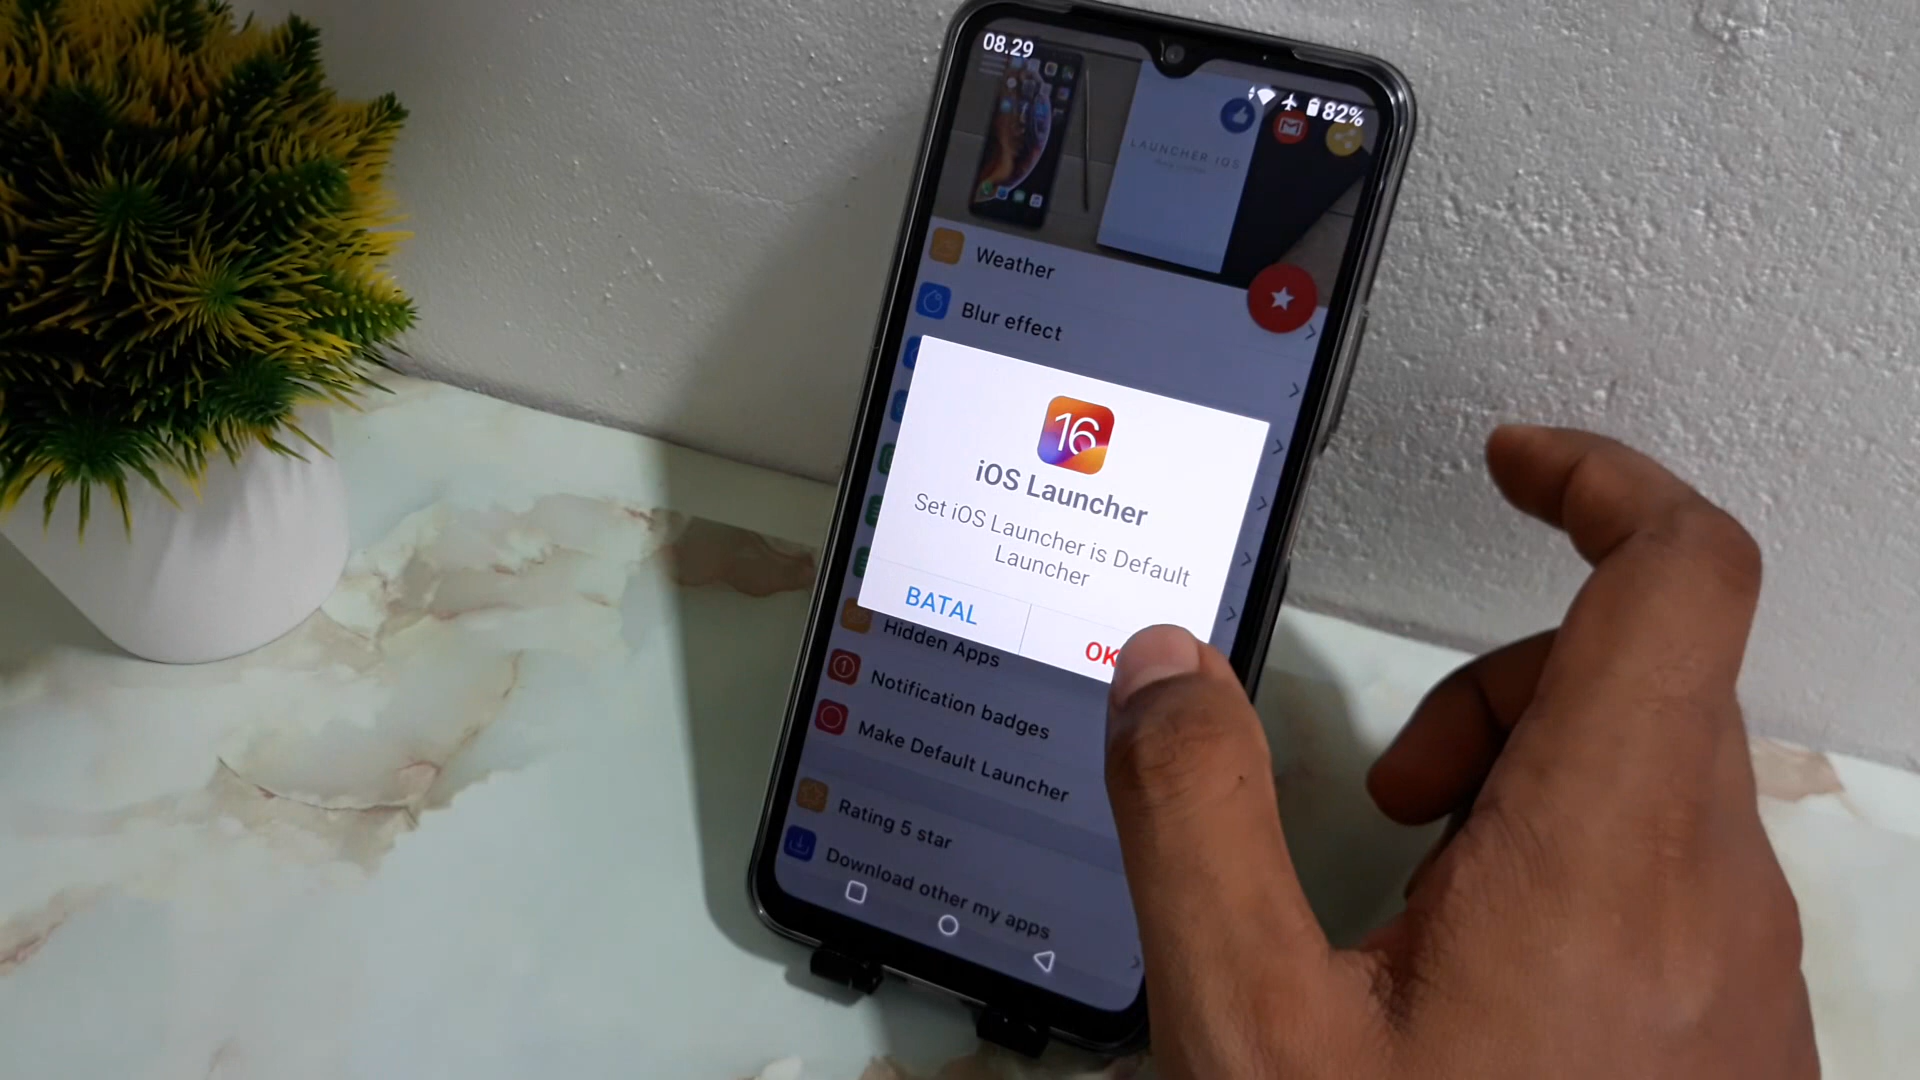 08.29
82%
LAUNCHER IOS
Weather
Blur effect
16
iOS Launcher
Set iOS Launcher is Default
Launcher
BATAL
OK
Hidden Apps
Notification badges
Make Default Launcher
Rating 5 star
Download other my apps